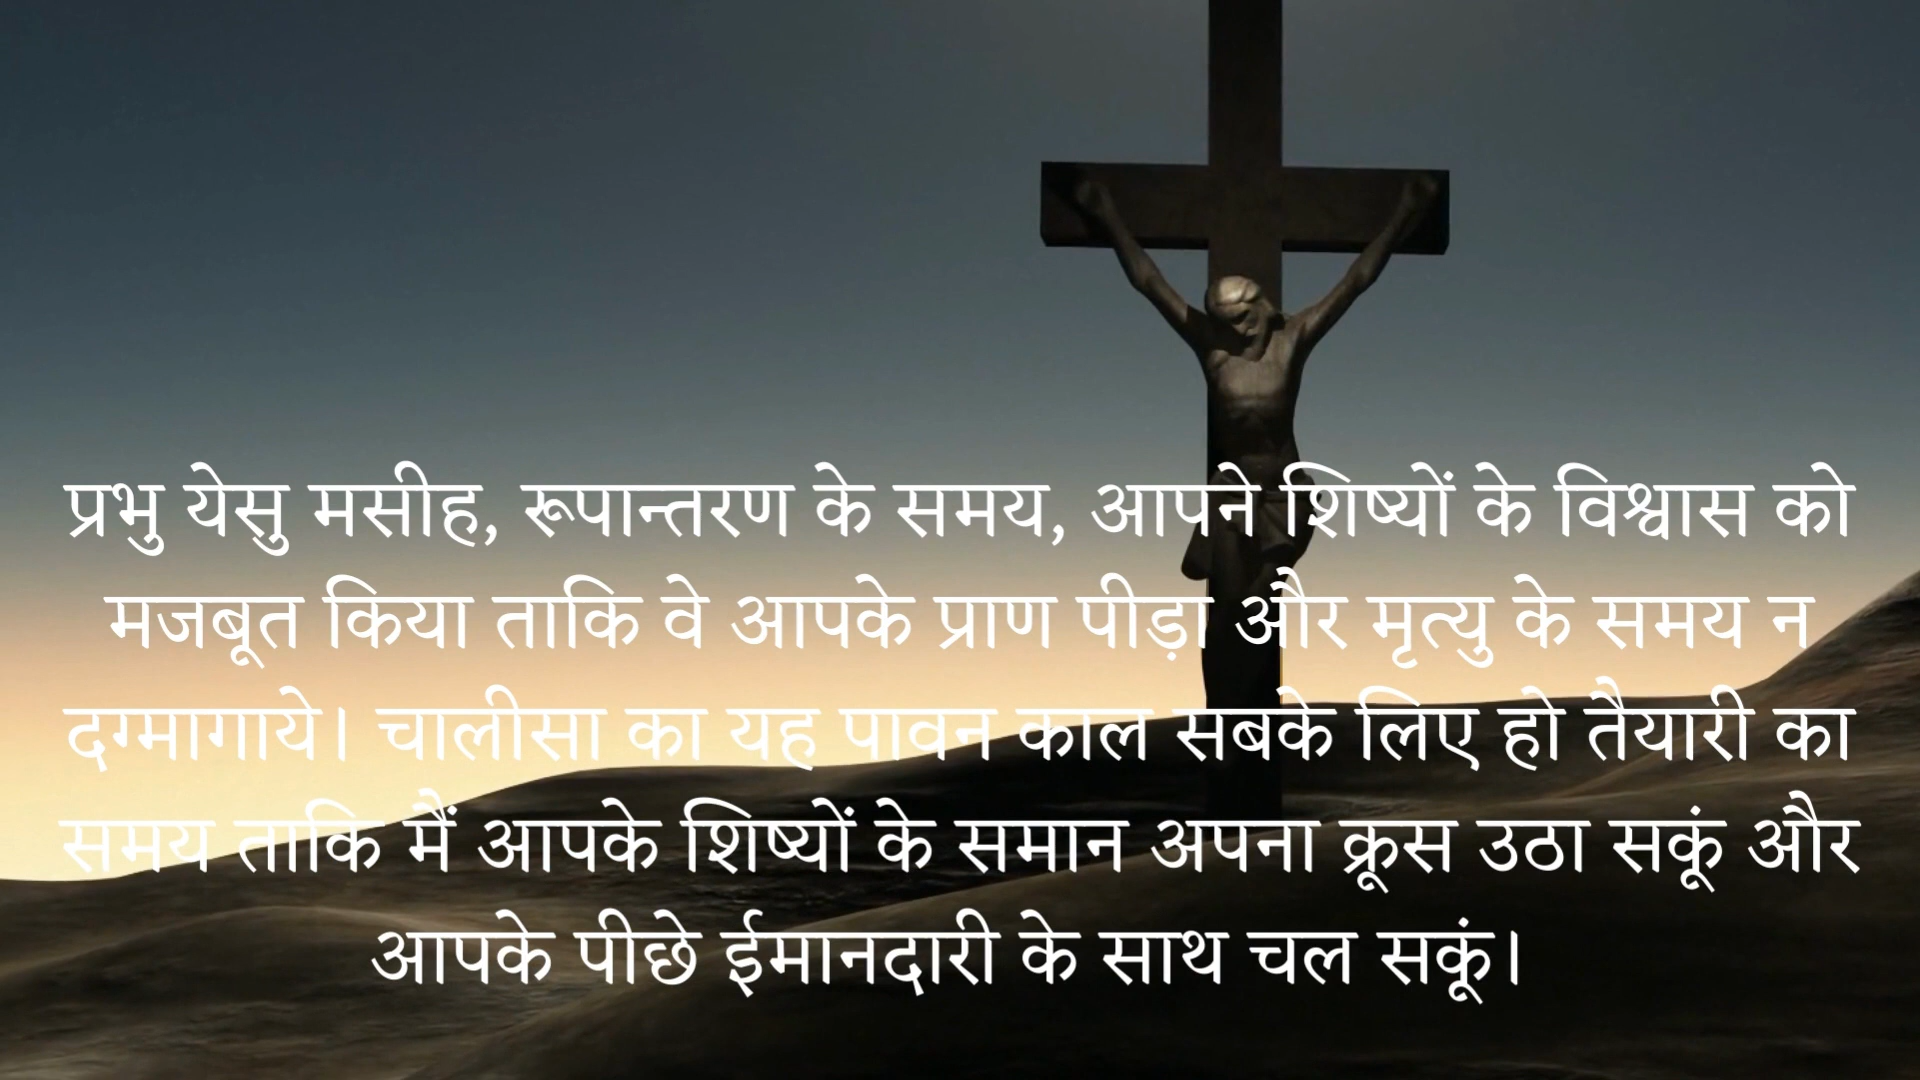 प्रभु येसु मसीह, रूपान्तरण के समय, आपने शिष्यों के विश्वास को
मजबूत किया ताकि वे आपके प्राण पीड़ा और मृत्यु के समय न
दग्मागाये। चालीसा का यह पावन काल सबके लिए हो तैयारी का
समय ताकि मैं आपके शिष्यों के समान अपना क्रूस उठा सकूं और
आपके पीछे ईमानदारी के साथ चल सकूं।